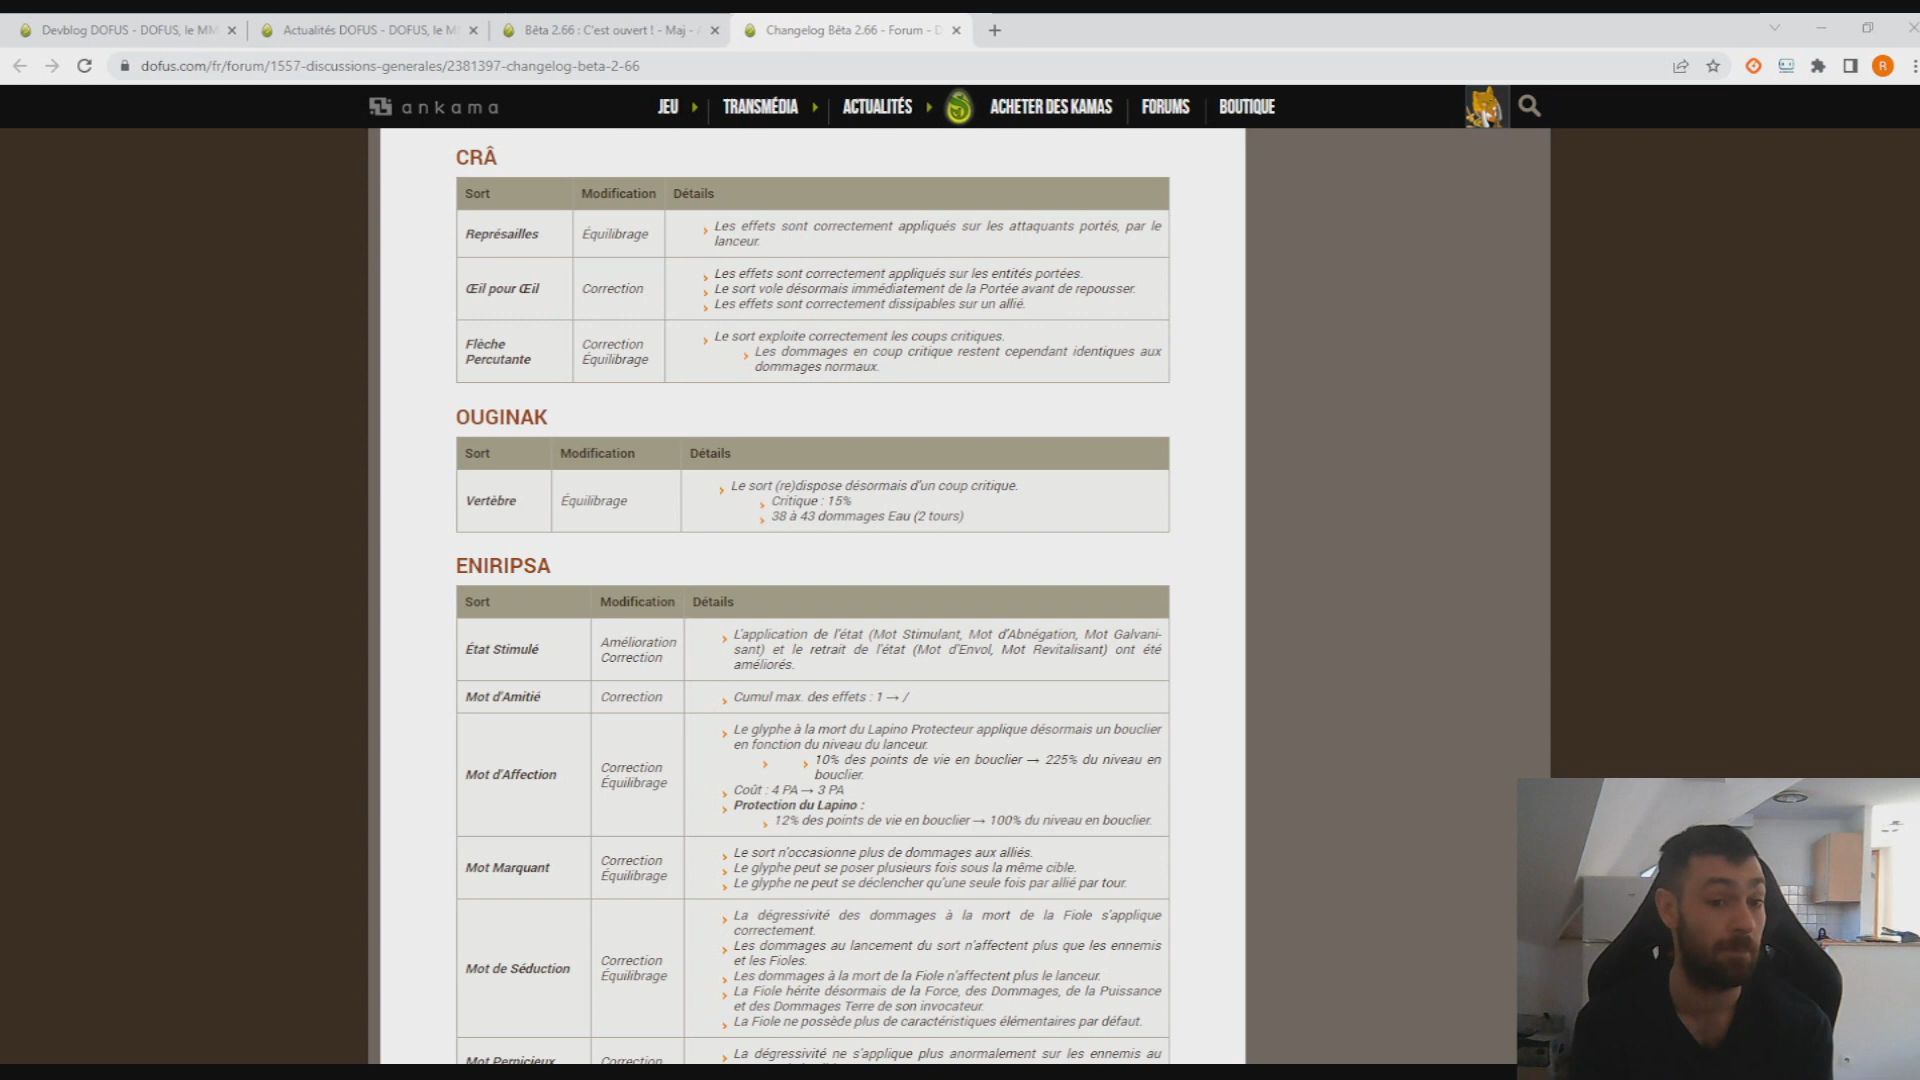 Devblog DOFUS - DOFUS, le MM
Actualités DOFUS - DOFUS, le M
Bêta 2.66 : C'est ouvert ! - Maj -
Changelog Bêta 2.66 - Forum - D
dofus.com/fr/forum/1557-discussions-generales/2381397-changelog-beta-2-66
R
ankama
JEU
TRANSMÉDIA
ACTUALITÉS
ACHETER DES KAMAS
FORUMS
BOUTIQUE
CRÂ
Sort Modification Détails
Représailles
Équilibrage
Les effets sont correctement appliqués sur les attaquants portés, par le
lanceur.
Œil pour Œil
Correction
Les effets sont correctement appliqués sur les entités portées.
Le sort vole désormais immédiatement de la Portée avant de repousser.
Les effets sont correctement dissipables sur un allié.
Flèche
Percutante
Correction
Équilibrage
Le sort exploite correctement les coups critiques.
Les dommages en coup critique restent cependant identiques aux
dommages normaux.
OUGINAK
Sort Modification Détails
Vertèbre
Équilibrage
Le sort (re)dispose désormais d'un coup critique.
Critique : 15%
38 à 43 dommages Eau (2 tours)
ENIRIPSA
Sort Modification Détails
État Stimulé
Amélioration
Correction
L'application de l'état (Mot Stimulant, Mot d'Abnégation, Mot Galvani-
sant) et le retrait de l'état (Mot d'Envol, Mot Revitalisant) ont été
améliorés.
Mot d'Amitié
Correction
Cumul max. des effets : 1 → /
Mot d'Affection
Correction
Équilibrage
Le glyphe à la mort du Lapino Protecteur applique désormais un bouclier
en fonction du niveau du lanceur.
10% des points de vie en bouclier → 225% du niveau en
bouclier.
Coût : 4 PA → 3 PA
Protection du Lapino :
12% des points de vie en bouclier → 100% du niveau en bouclier.
Mot Marquant
Correction
Équilibrage
Le sort n'occasionne plus de dommages aux alliés.
Le glyphe peut se poser plusieurs fois sous la même cible.
Le glyphe ne peut se déclencher qu'une seule fois par allié par tour.
Mot de Séduction
Correction
Équilibrage
La dégressivité des dommages à la mort de la Fiole s'applique
correctement.
Les dommages au lancement du sort n'affectent plus que les ennemis
et les Fioles.
Les dommages à la mort de la Fiole n'affectent plus le lanceur.
La Fiole hérite désormais de la Force, des Dommages, de la Puissance
et des Dommages Terre de son invocateur.
La Fiole ne possède plus de caractéristiques élémentaires par défaut.
Mot Pernicieux
Correction
La dégressivité ne s'applique plus anormalement sur les ennemis au